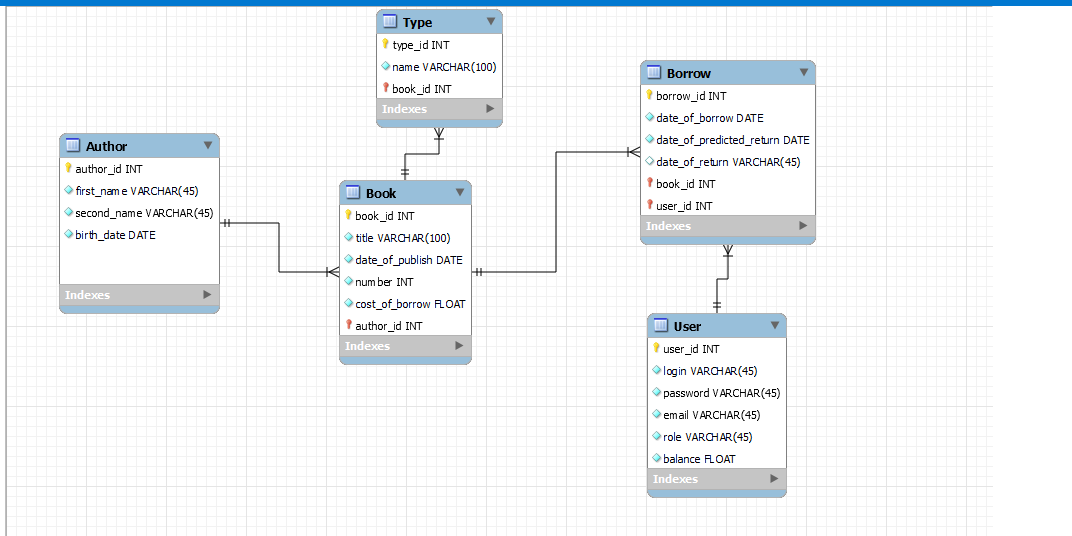 Type
type_id INT
name VARCHAR(100)
book_id INT
Indexes
Borrow
borrow_id INT
date_of_borrow DATE
date_of_predicted_return DATE
date_of_return VARCHAR(45)
book_id INT
user_id INT
Indexes
Author
author_id INT
first_name VARCHAR(45)
second_name VARCHAR(45)
birth_date DATE
Indexes
Book
book_id INT
title VARCHAR(100)
date_of_publish DATE
number INT
cost_of_borrow FLOAT
author_id INT
Indexes
User
user_id INT
login VARCHAR(45)
password VARCHAR(45)
email VARCHAR(45)
role VARCHAR(45)
balance FLOAT
Indexes